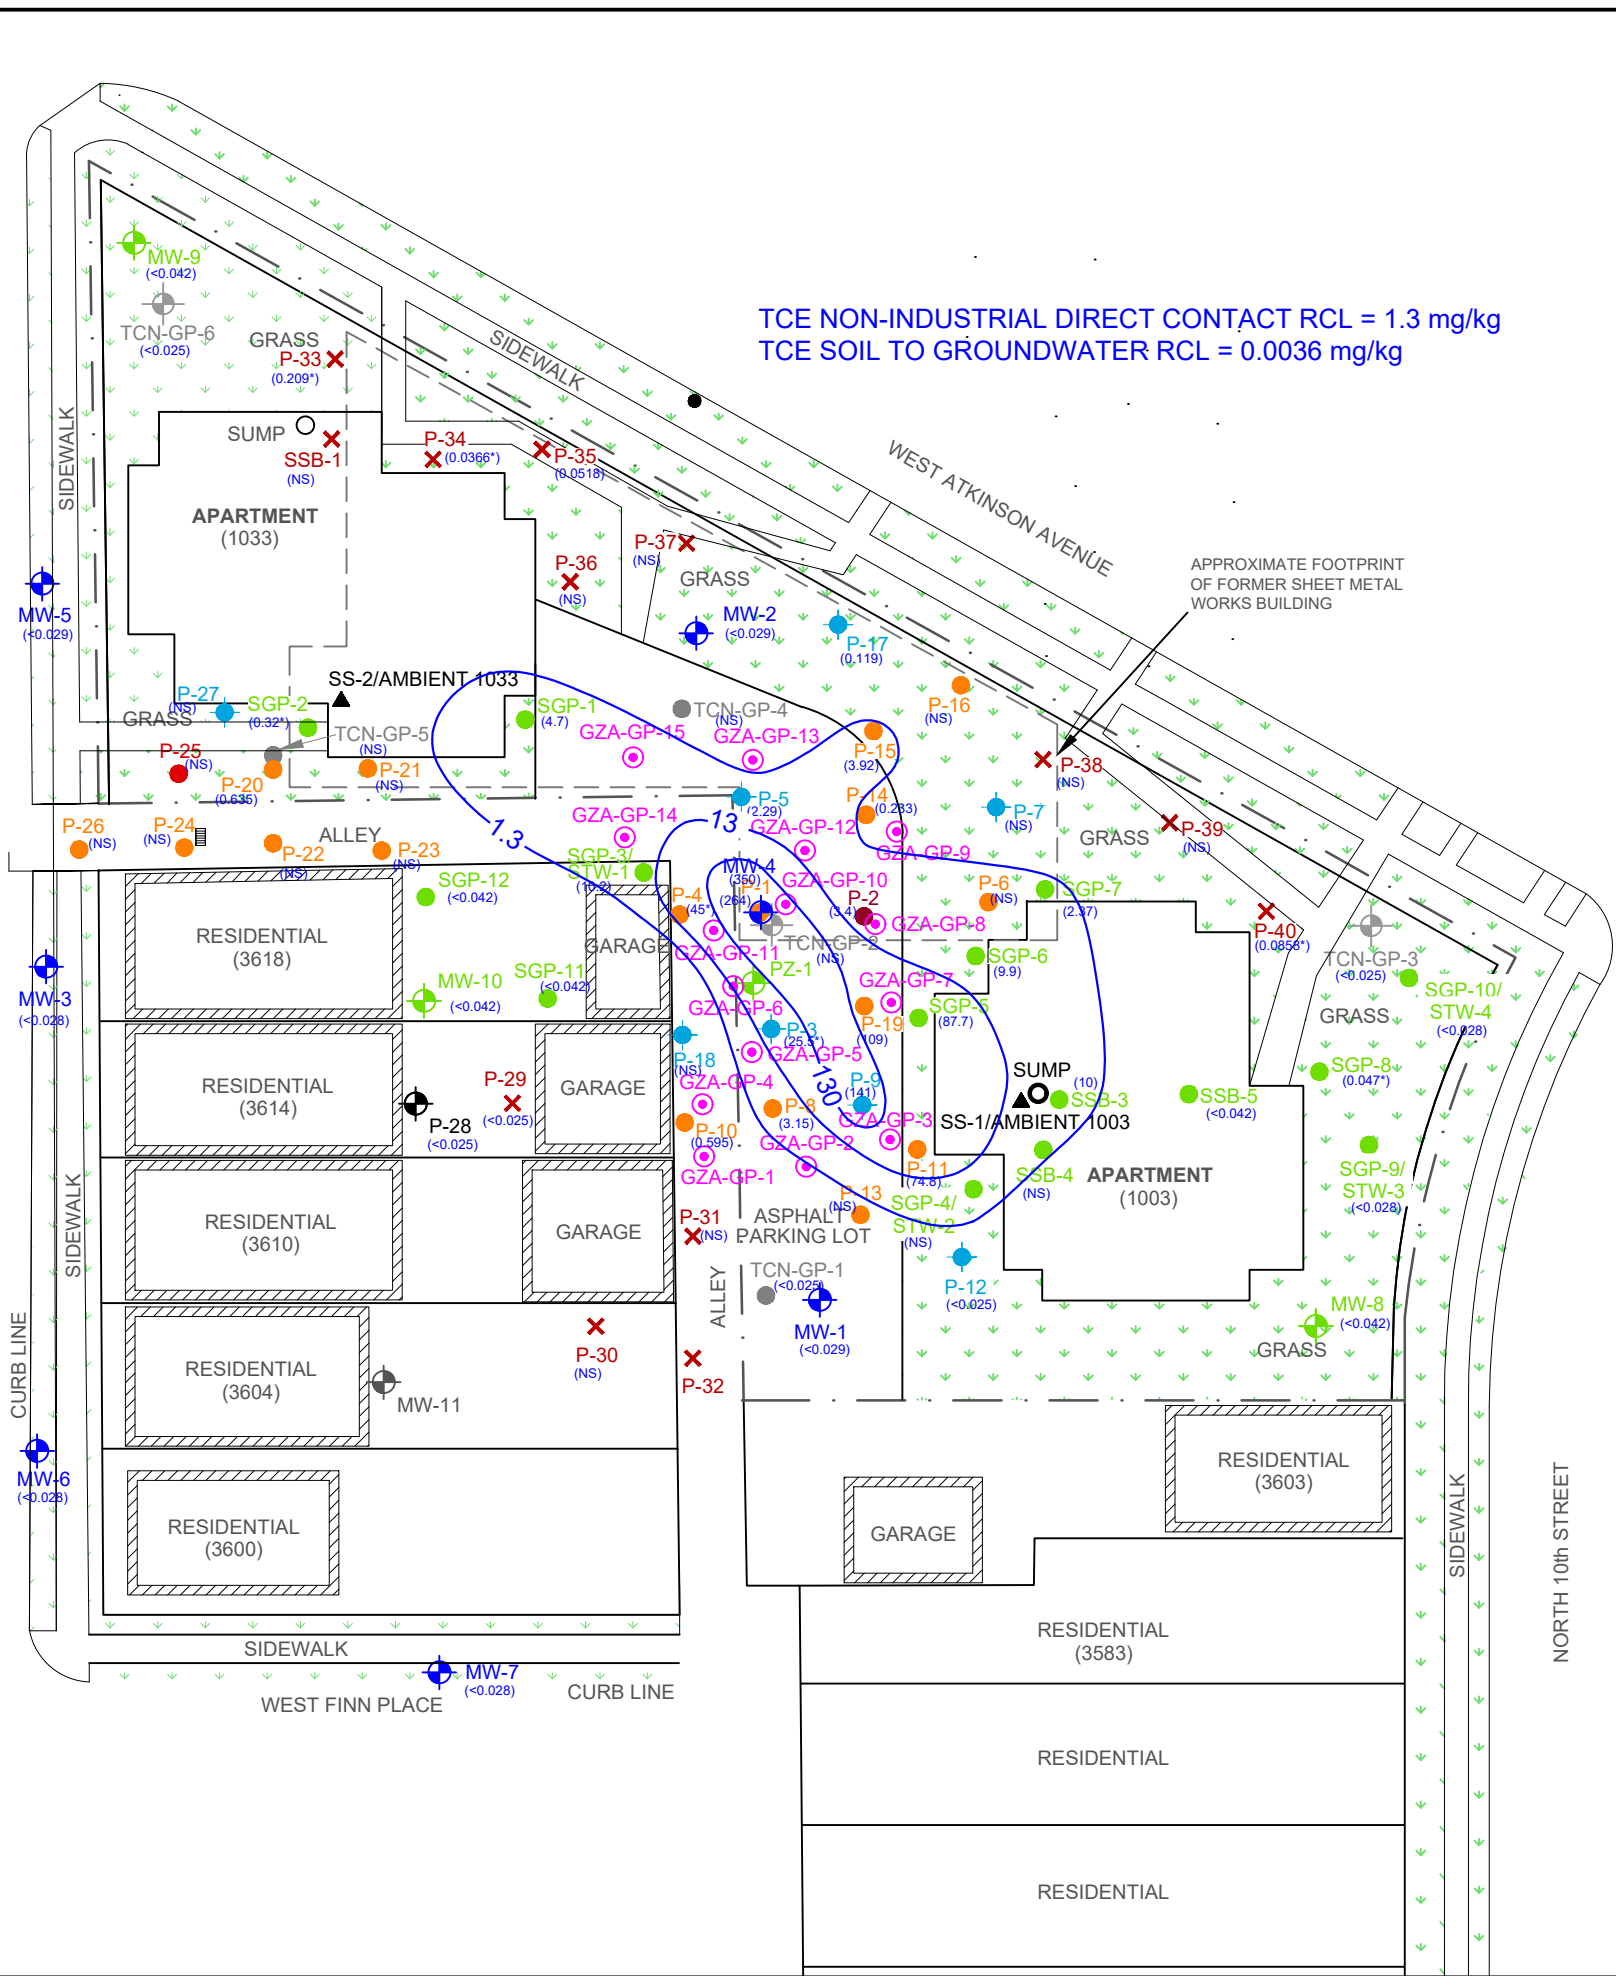 MW-9
(<0.042)
TCN-GP-6
(<0.025)
GRASS
P-33
(0.209*)
SIDEWALK
TCE NON-INDUSTRIAL DIRECT CONTACT RCL = 1.3 mg/kg
TCE SOIL TO GROUNDWATER RCL = 0.0036 mg/kg
SIDEWALK
SUMP
SSB-1
(NS)
P-34
(0.0366*)
P-35
(0.0518)
WEST ATKINSON AVENUE
APARTMENT
(1033)
P-37
(NS)
P-36
(NS)
GRASS
APPROXIMATE FOOTPRINT
OF FORMER SHEET METAL
WORKS BUILDING
MW-5
(<0.029)
MW-2
(<0.029)
P-17
(0.119)
SS-2/AMBIENT 1033
P-27
(NS)
SGP-2
(0.32*)
GRASS
TCN-GP-5
(NS)
SGP-1
(4.7)
TCN-GP-4
(NS)
P-16
(NS)
GZA-GP-15
GZA-GP-13
P-15
(3.92)
P-25
(NS)
P-20
(0.635)
P-21
(NS)
P-38
(NS)
P-5
(2.29)
P-14
(0.233)
P-7
(NS)
P-26
(NS)
P-24
(NS)
ALLEY
P-22
(NS)
P-23
(NS)
1.3
GZA-GP-14
13
GZA-GP-12
GZA-GP-9
GRASS
P-39
(NS)
SGP-3/
STW-1
(10.2)
SGP-12
(<0.042)
MW-4
(350)
P-1
(264)
GZA-GP-10
P-4
(45*)
P-2
(3.4)
GZA-GP-8
P-6
(NS)
SGP-7
(2.37)
P-40
(0.0858*)
RESIDENTIAL
(3618)
GARAGE
GZA-GP-11
TCN-GP-2
(NS)
SGP-6
(9.9)
TCN-GP-3
(<0.025)
MW-3
(<0.028)
MW-10
(<0.042)
SGP-11
(<0.042)
PZ-1
GZA-GP-7
GZA-GP-6
SGP-5
(87.7)
P-19
(109)
SGP-10/
STW-4
(<0.028)
GRASS
P-18
(NS)
P-3
(25.5*)
GZA-GP-5
RESIDENTIAL
(3614)
P-29
(<0.025)
GARAGE
GZA-GP-4
130
P-9
(141)
SUMP
(10)
SSB-3
SSB-5
(<0.042)
SGP-8
(0.047*)
P-28
(<0.025)
P-10
(0.595)
P-8
(3.15)
GZA-GP-3
SS-1/AMBIENT 1003
GZA-GP-2
GZA-GP-1
P-11
(74.8)
SSB-4
(NS)
APARTMENT
(1003)
SGP-9/
STW-3
(<0.028)
SIDEWALK
RESIDENTIAL
(3610)
GARAGE
P-31
(NS)
P-13
(NS)
ASPHALT
PARKING LOT
SGP-4/
STW-2
(NS)
TCN-GP-1
(<0.025)
P-12
(<0.025)
ALLEY
MW-1
(<0.029)
MW-8
(<0.042)
GRASS
CURB LINE
RESIDENTIAL
(3604)
P-30
(NS)
P-32
MW-11
MW-6
(<0.028)
RESIDENTIAL
(3603)
SIDEWALK
NORTH 10th STREET
RESIDENTIAL
(3600)
GARAGE
SIDEWALK
MW-7
(<0.028)
WEST FINN PLACE
CURB LINE
RESIDENTIAL
(3583)
RESIDENTIAL
RESIDENTIAL